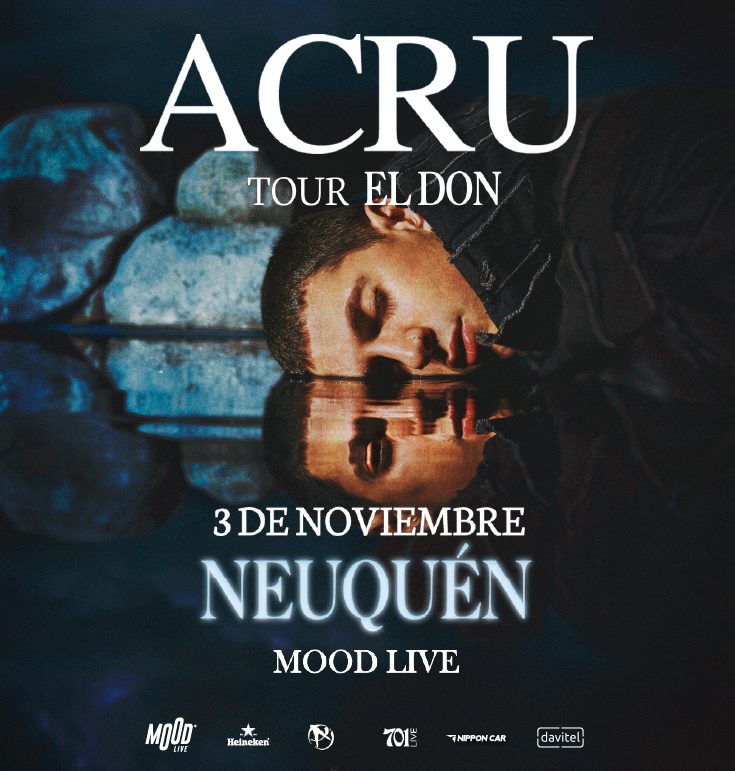 ACRU
TOUR EL DON
3 DE NOVIEMBRE
NEUQUÉN
MOOD LIVE
MOOD LIVE
Heineken
701 LIVE
NIPPON CAR
davitel